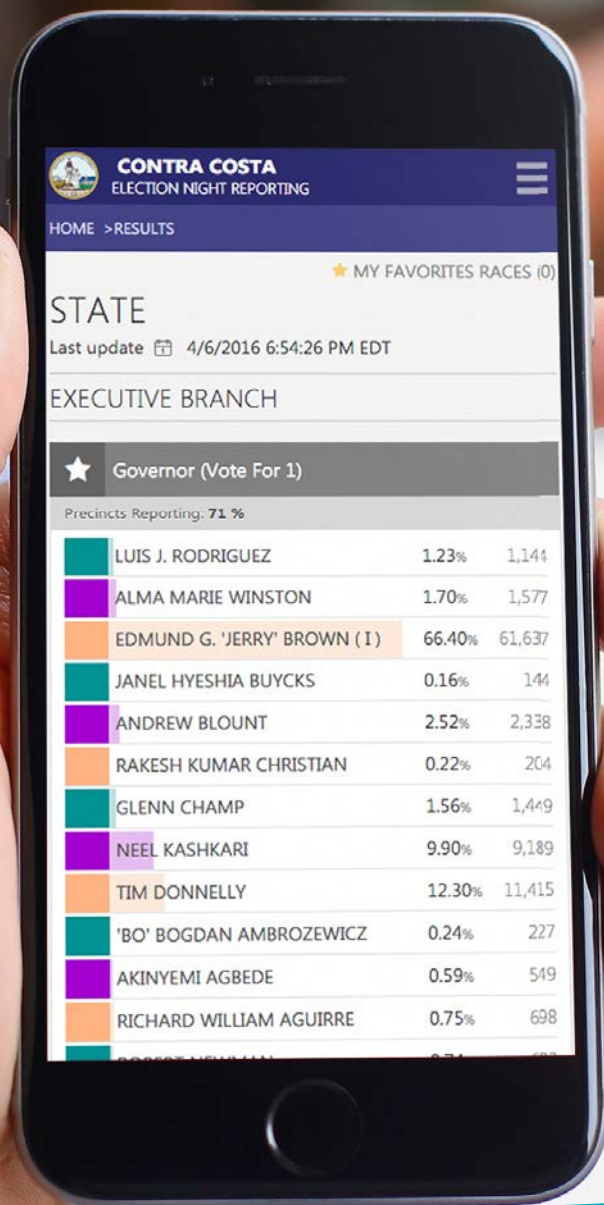 CONTRA COSTA
ELECTION NIGHT REPORTING
HOME >RESULTS
MY FAVORITES RACES (0)
STATE
Last update 4/6/2016 6:54:26 PM EDT
EXECUTIVE BRANCH
Governor (Vote For 1)
Precincts Reporting: 71 %
LUIS J. RODRIGUEZ 1.23% 1,144
ALMA MARIE WINSTON 1.70% 1,577
EDMUND G. 'JERRY' BROWN ( I ) 66.40% 61,637
JANEL HYESHIA BUYCKS 0.16% 144
ANDREW BLOUNT 2.52% 2,338
RAKESH KUMAR CHRISTIAN 0.22% 204
GLENN CHAMP 1.56% 1,449
NEEL KASHKARI 9.90% 9,189
TIM DONNELLY 12.30% 11,415
'BO' BOGDAN AMBROZEWICZ 0.24% 227
AKINYEMI AGBEDE 0.59% 549
RICHARD WILLIAM AGUIRRE 0.75% 698